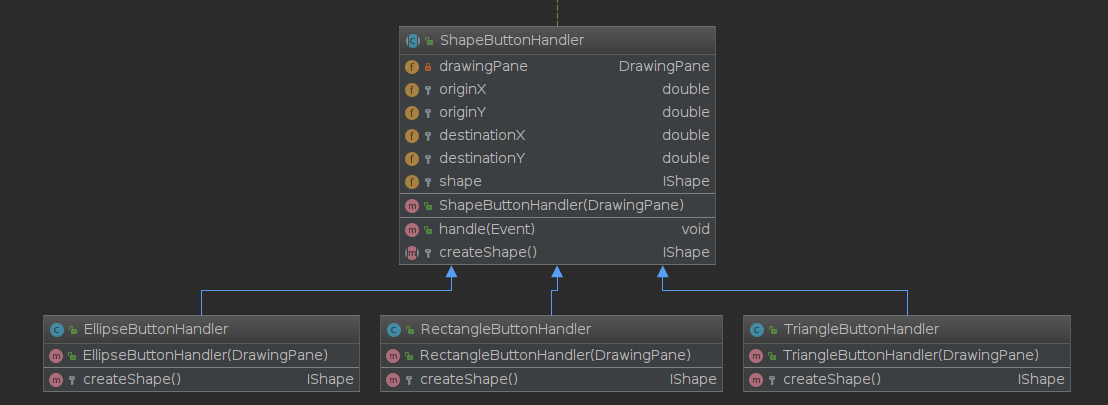 ShapeButtonHandler
drawingPane DrawingPane
originX double
originY double
destinationX double
destinationY double
shape IShape
ShapeButtonHandler(DrawingPane)
handle(Event) void
createShape() IShape
EllipseButtonHandler
EllipseButtonHandler(DrawingPane)
createShape() IShape
RectangleButtonHandler
RectangleButtonHandler(DrawingPane)
createShape() IShape
TriangleButtonHandler
TriangleButtonHandler(DrawingPane)
createShape() IShape